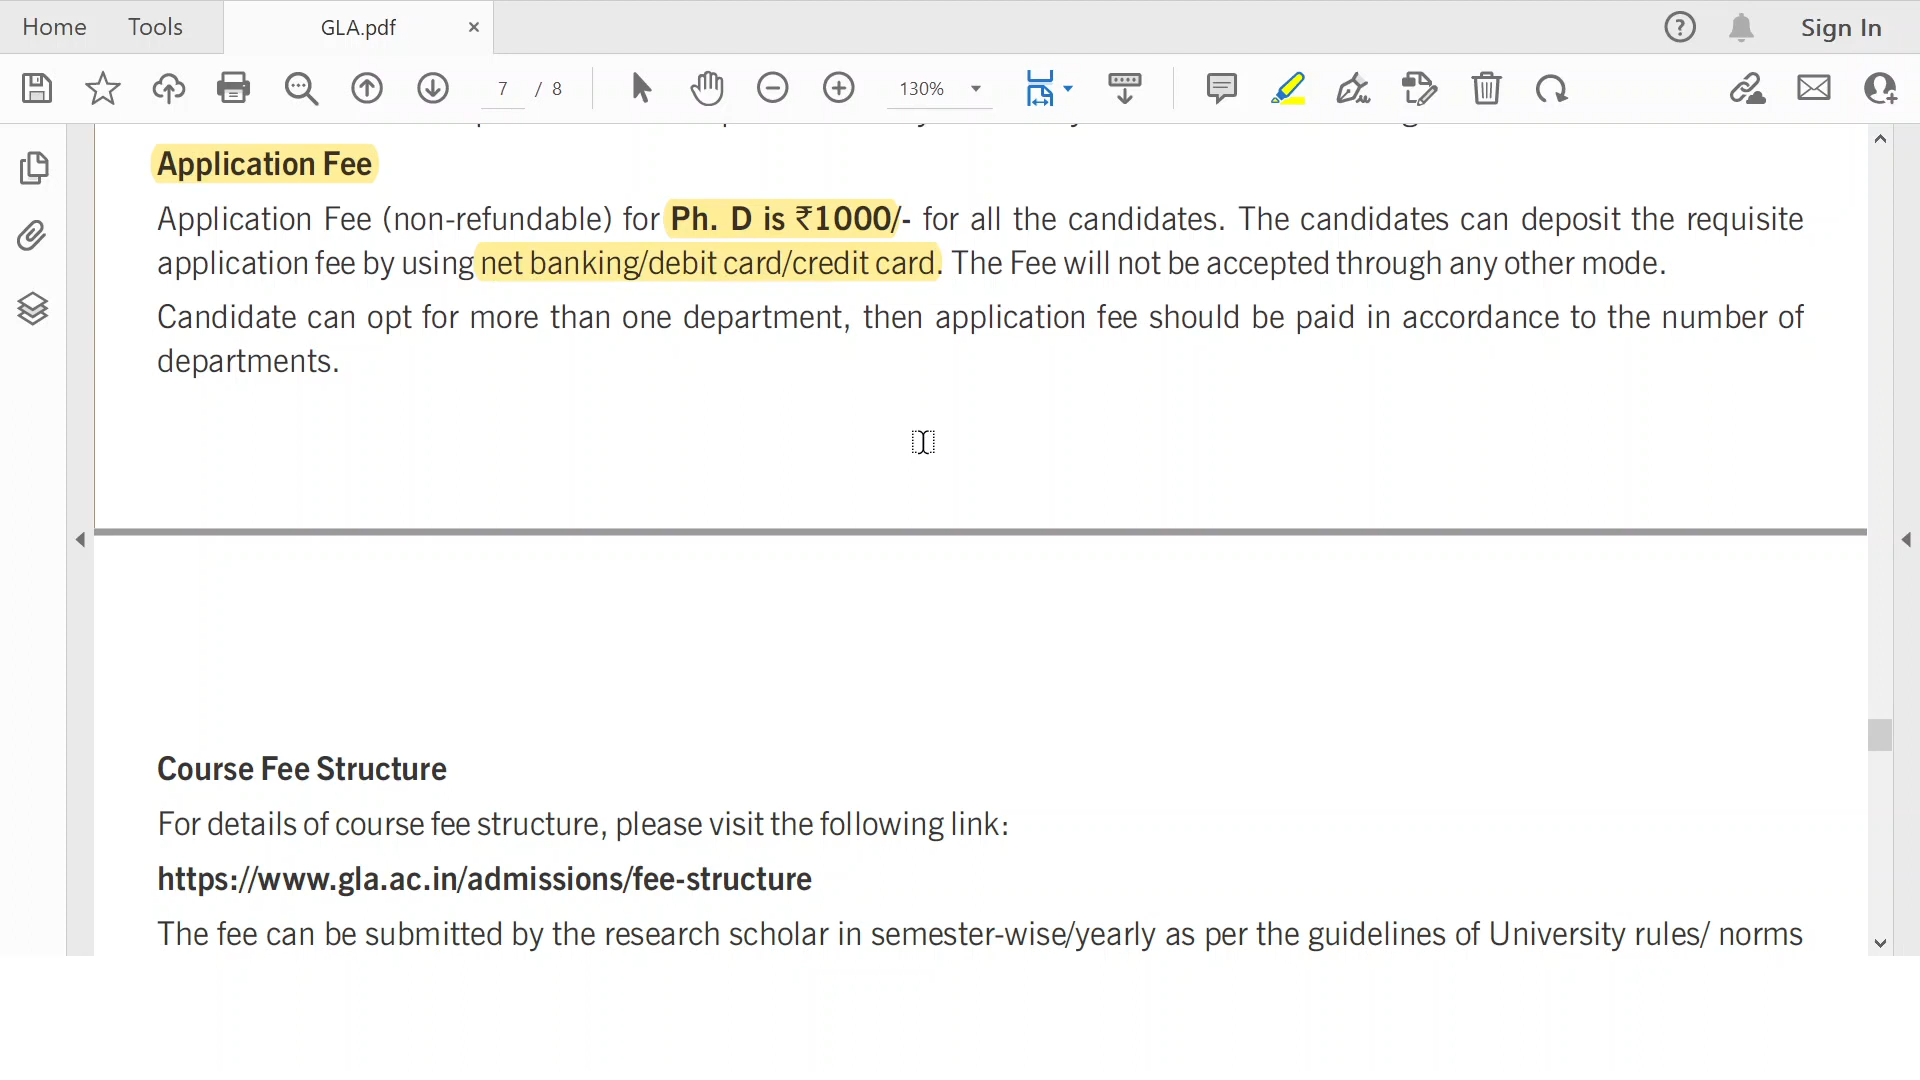 Home Tools GLA.pdf × ? Sign In
7 / 8 130%
Application Fee
Application Fee (non-refundable) for Ph. D is ₹1000/- for all the candidates. The candidates can deposit the requisite
application fee by using net banking/debit card/credit card. The Fee will not be accepted through any other mode.
Candidate can opt for more than one department, then application fee should be paid in accordance to the number of
departments.
Course Fee Structure
For details of course fee structure, please visit the following link:
https://www.gla.ac.in/admissions/fee-structure
The fee can be submitted by the research scholar in semester-wise/yearly as per the guidelines of University rules/ norms